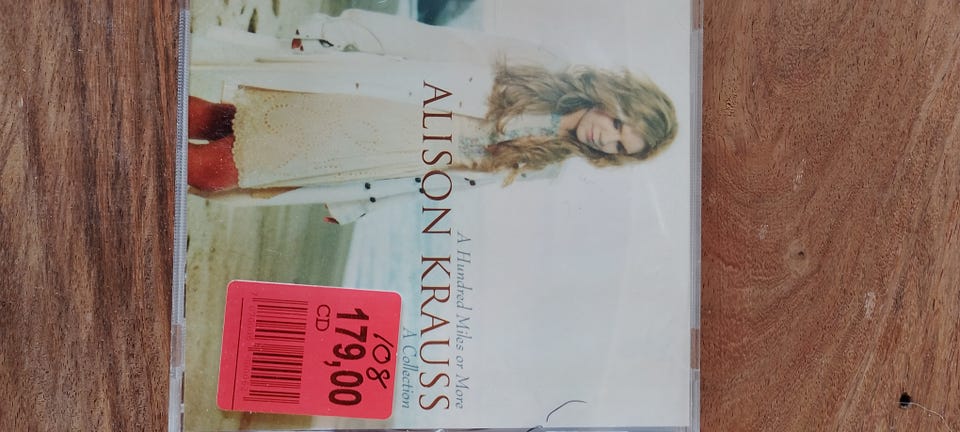 ALISON KRAUSS
A Hundred Miles or More
A Collection
108
179,00
CD